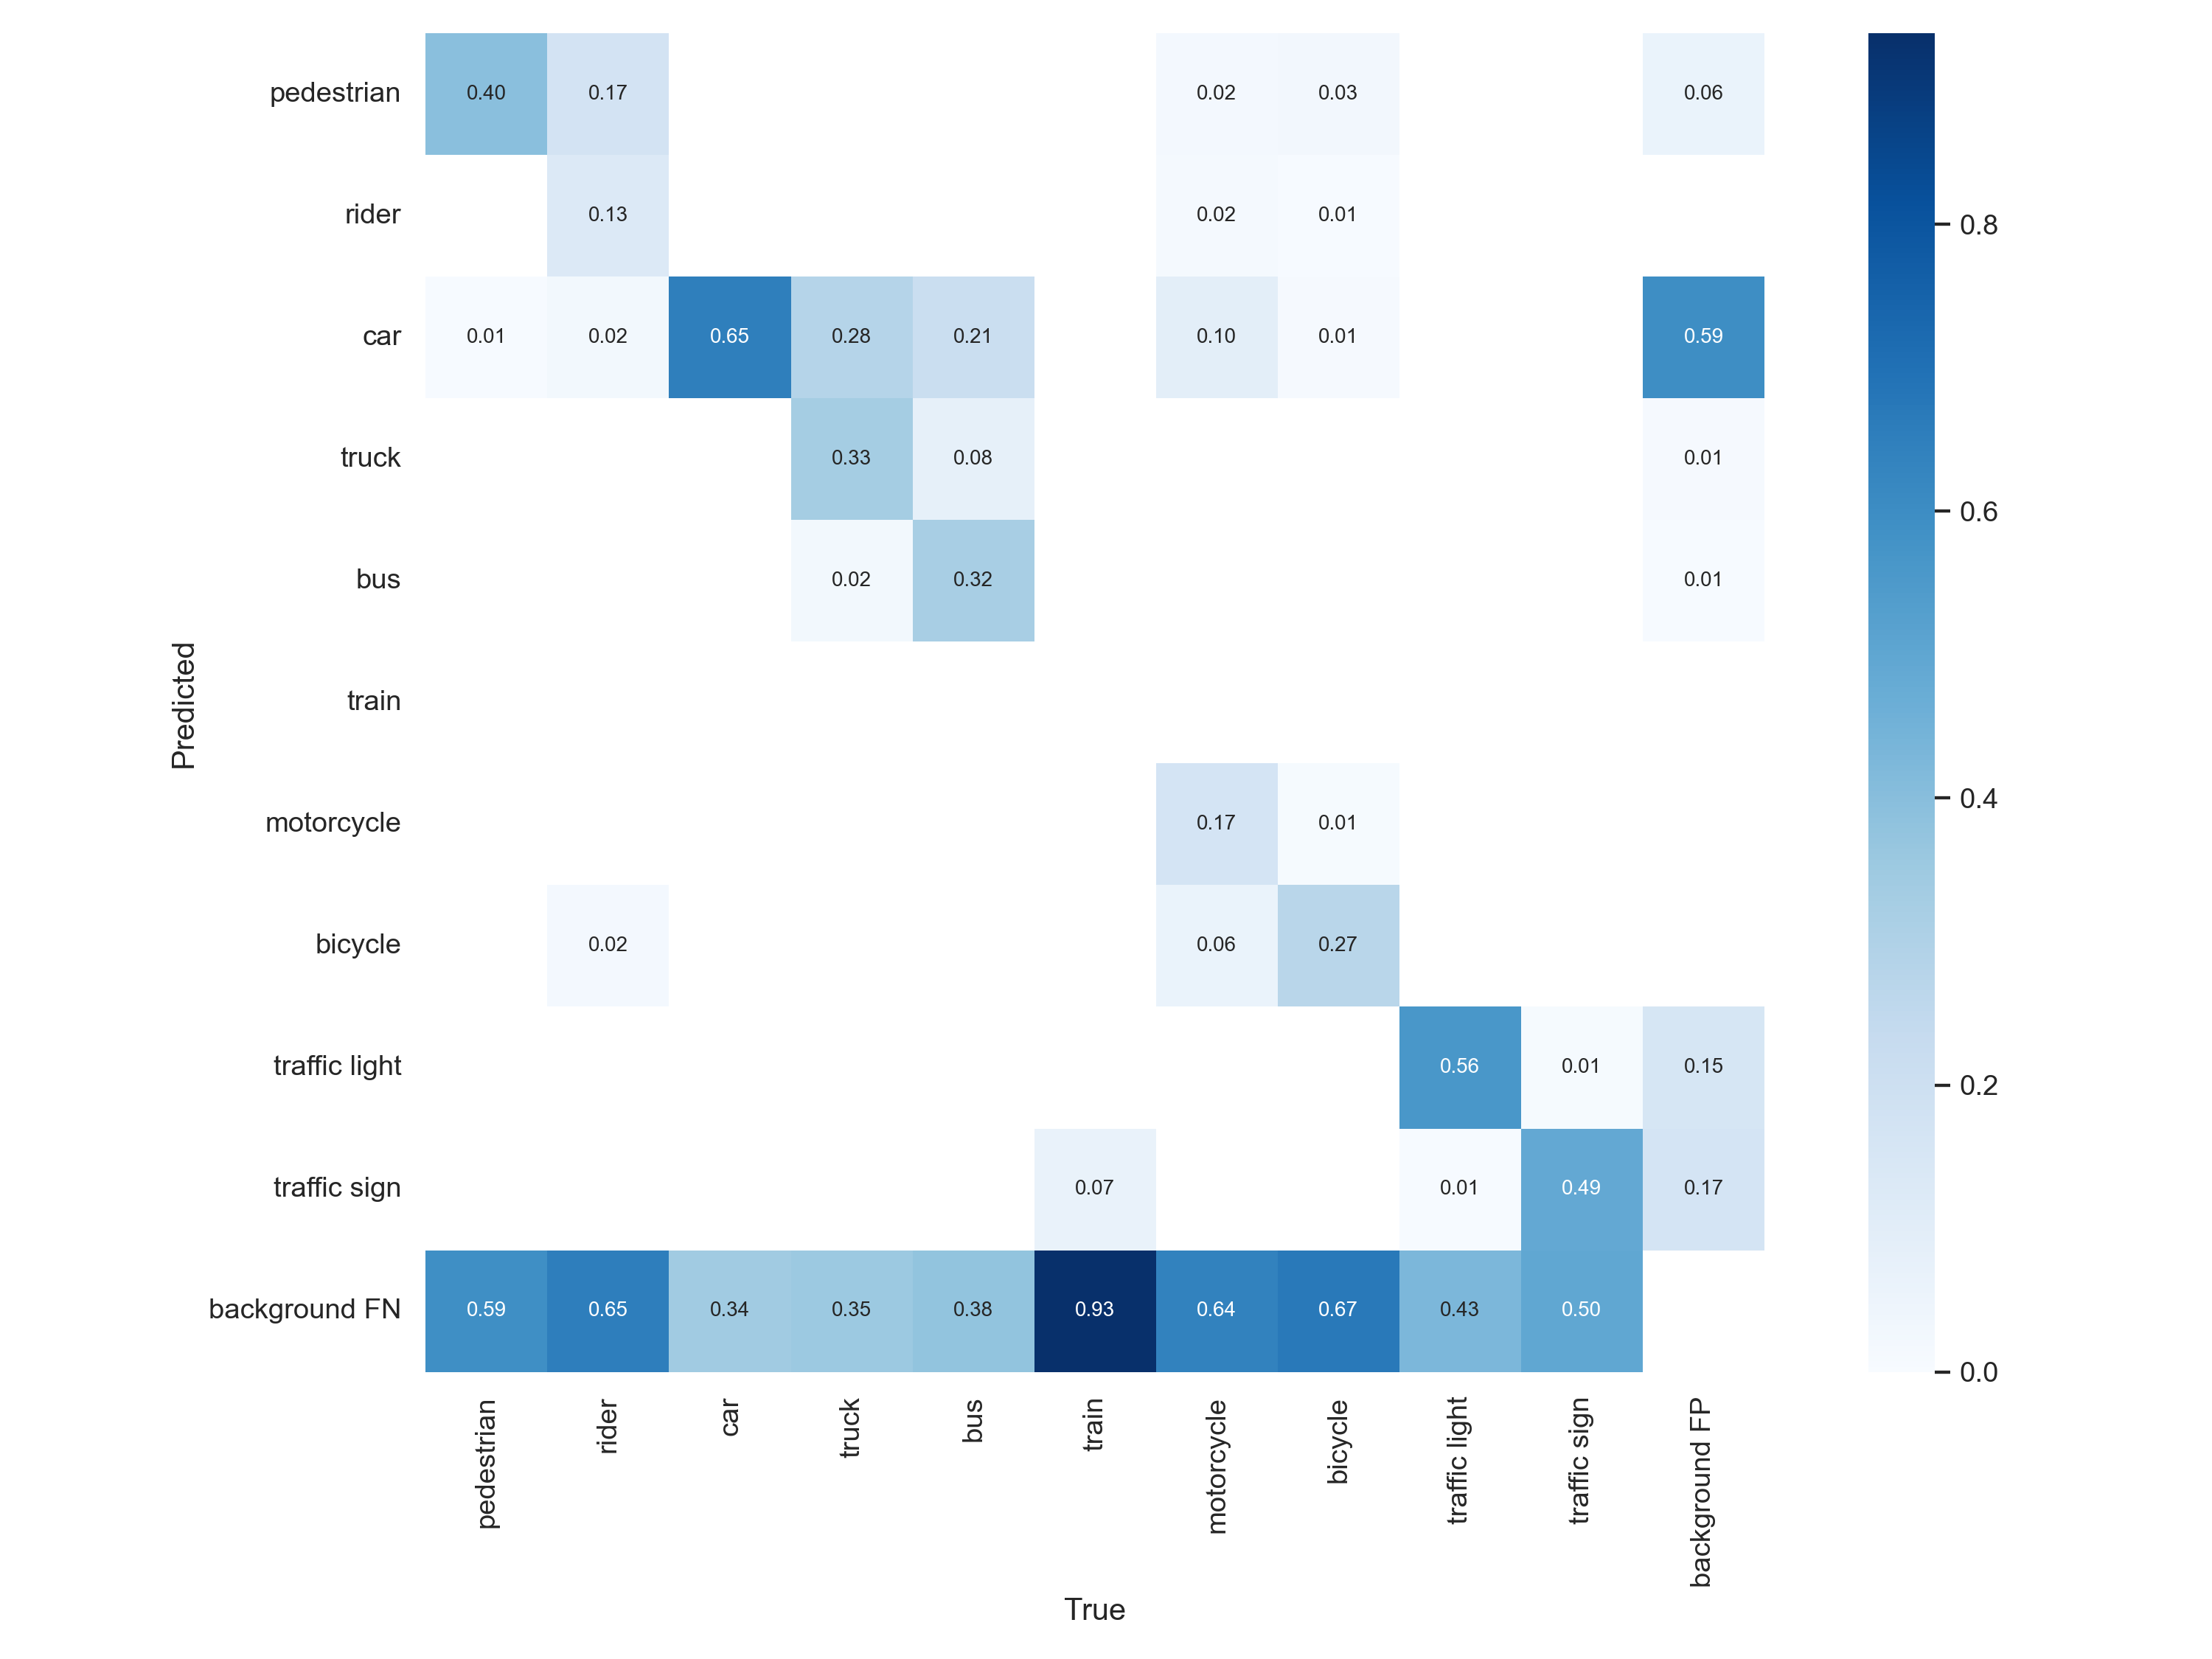 pedestrian 0.40 0.17 0.02 0.03 0.06
rider 0.13 0.02 0.01
0.8
car 0.01 0.02 0.65 0.28 0.21 0.10 0.01 0.59
truck 0.33 0.08 0.01
0.6
bus 0.02 0.32 0.01
Predicted
train
0.4
motorcycle 0.17 0.01
bicycle 0.02 0.06 0.27
traffic light 0.56 0.01 0.15
0.2
traffic sign 0.07 0.01 0.49 0.17
background FN 0.59 0.65 0.34 0.35 0.38 0.93 0.64 0.67 0.43 0.50
0.0
pedestrian
rider
car
truck
bus
train
motorcycle
bicycle
traffic light
traffic sign
background FP
True